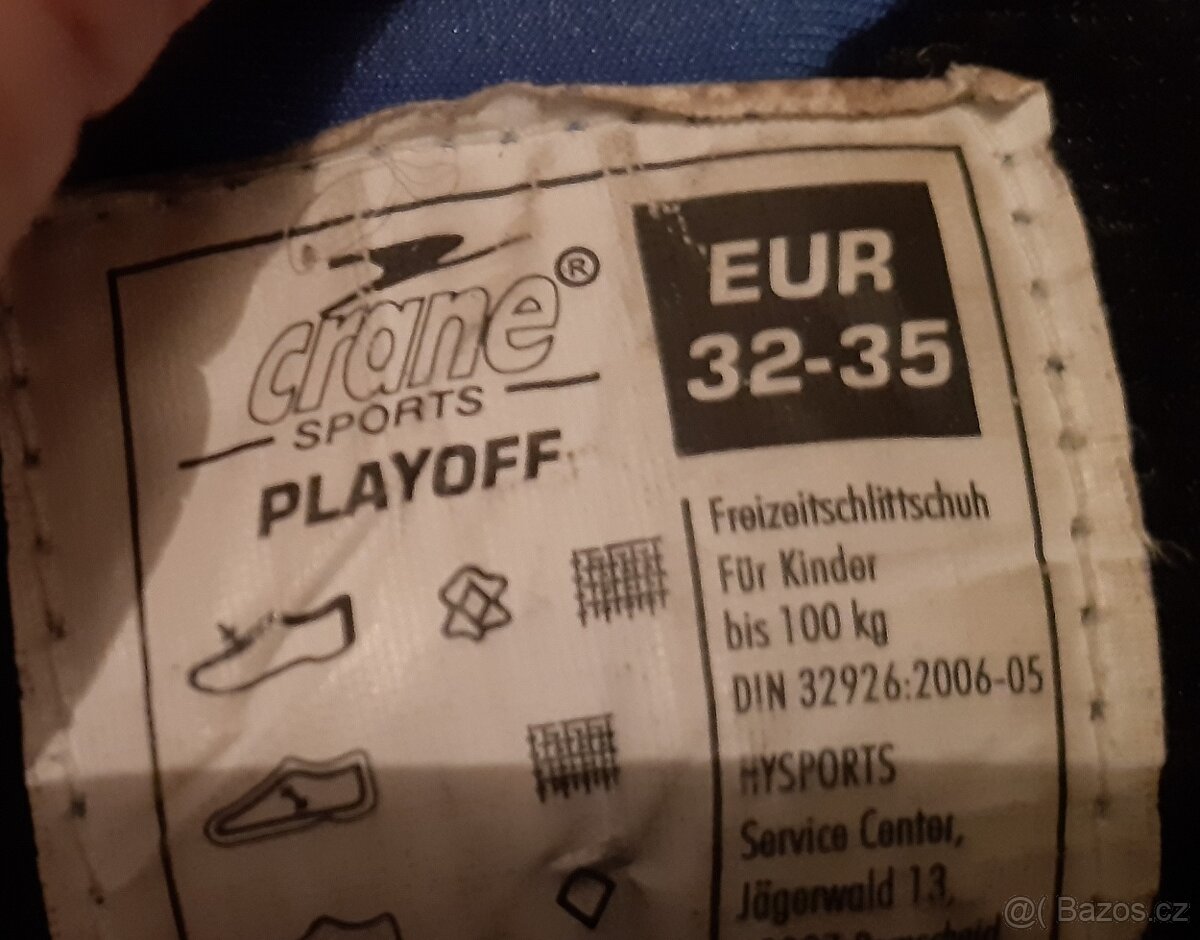 crane®
SPORTS
PLAYOFF
EUR
32-35
Freizeitschlittschuh
Für Kinder
bis 100 kg
DIN 32926:2006-05
HYSPORTS
Service Center,
Jägerwald 13,
@( Bazos.cz